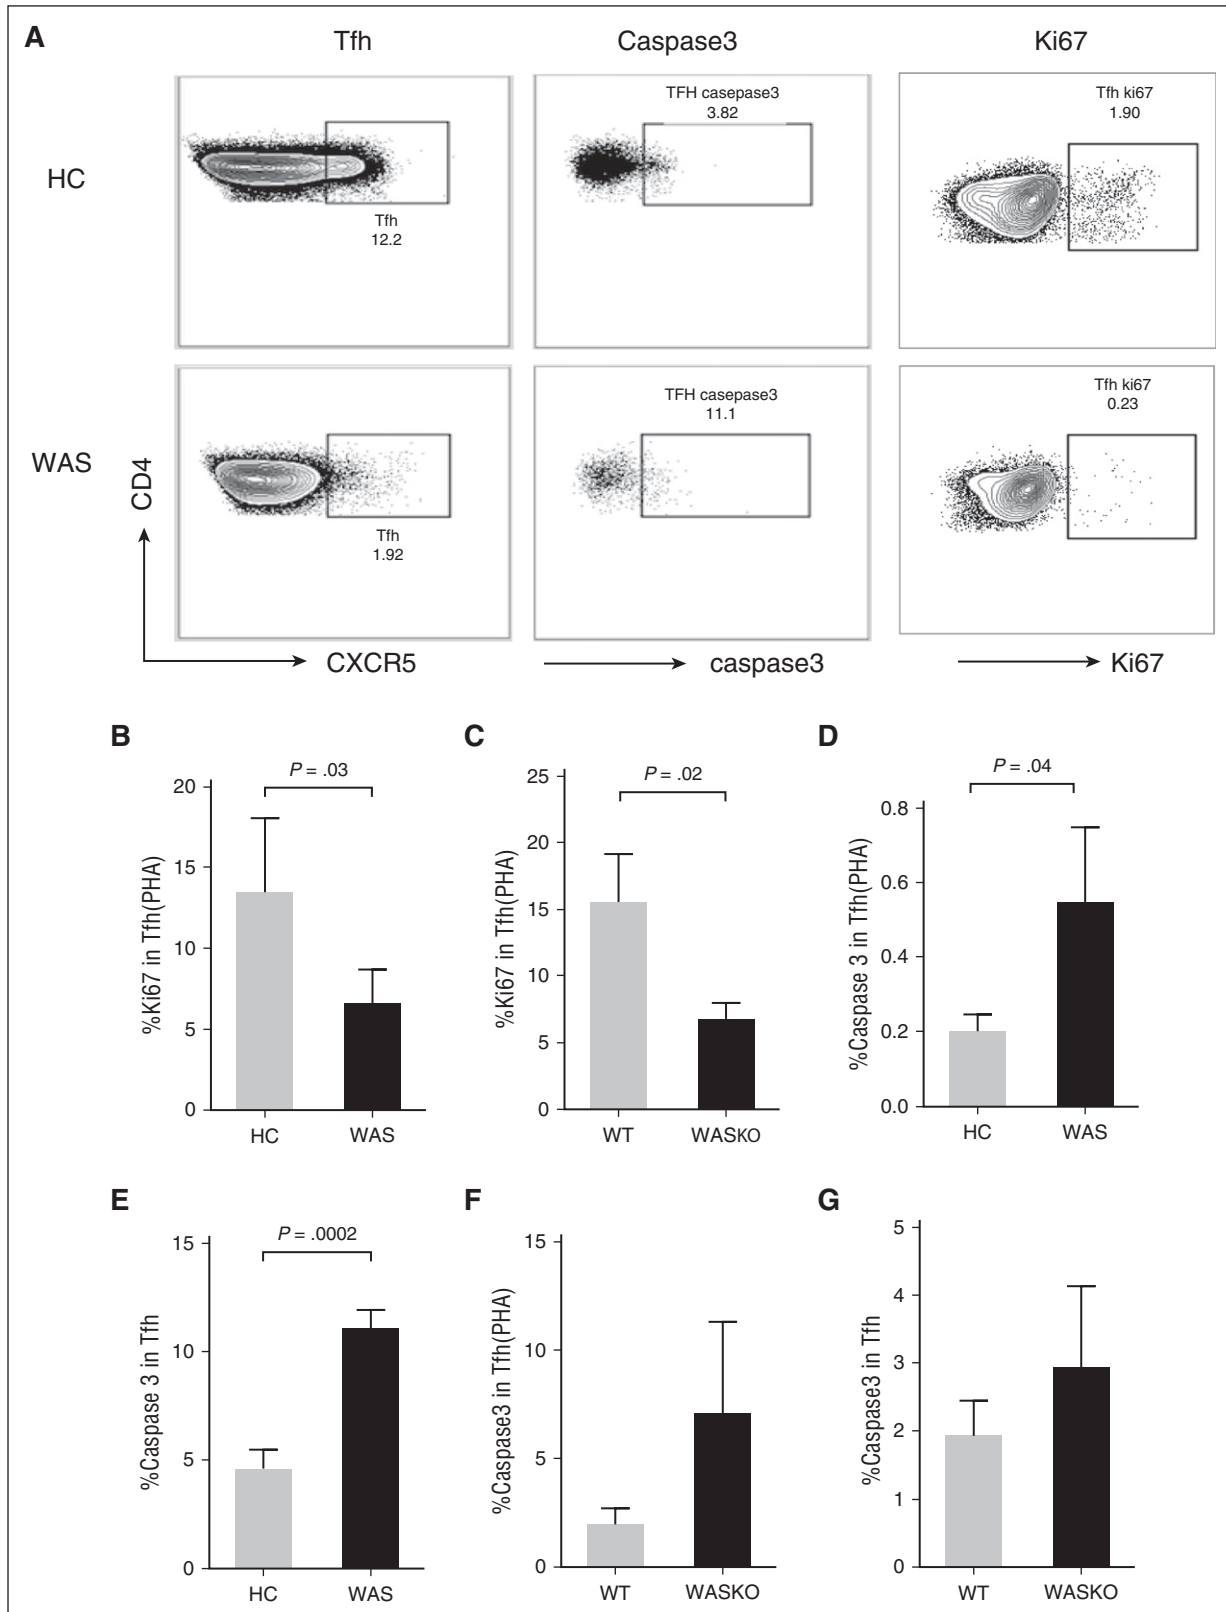 A
Tfh
Caspase3
Ki67
HC
TFH casepase3
3.82
Tfh ki67
1.90
Tfh
12.2
WAS
TFH casepase3
11.1
Tfh ki67
0.23
Tfh
1.92
CD4
CXCR5
caspase3
Ki67
B
P = .03
%Ki67 in Tfh(PHA)
20
15
10
5
0
HC
WAS
C
P = .02
%Ki67 in Tfh(PHA)
25
20
15
10
5
0
WT
WASKO
D
P = .04
%Caspase 3 in Tfh(PHA)
0.8
0.6
0.4
0.2
0.0
HC
WAS
E
P = .0002
%Caspase 3 in Tfh
15
10
5
0
HC
WAS
F
%Caspase3 in Tfh(PHA)
15
10
5
0
WT
WASKO
G
%Caspase3 in Tfh
5
4
3
2
1
0
WT
WASKO